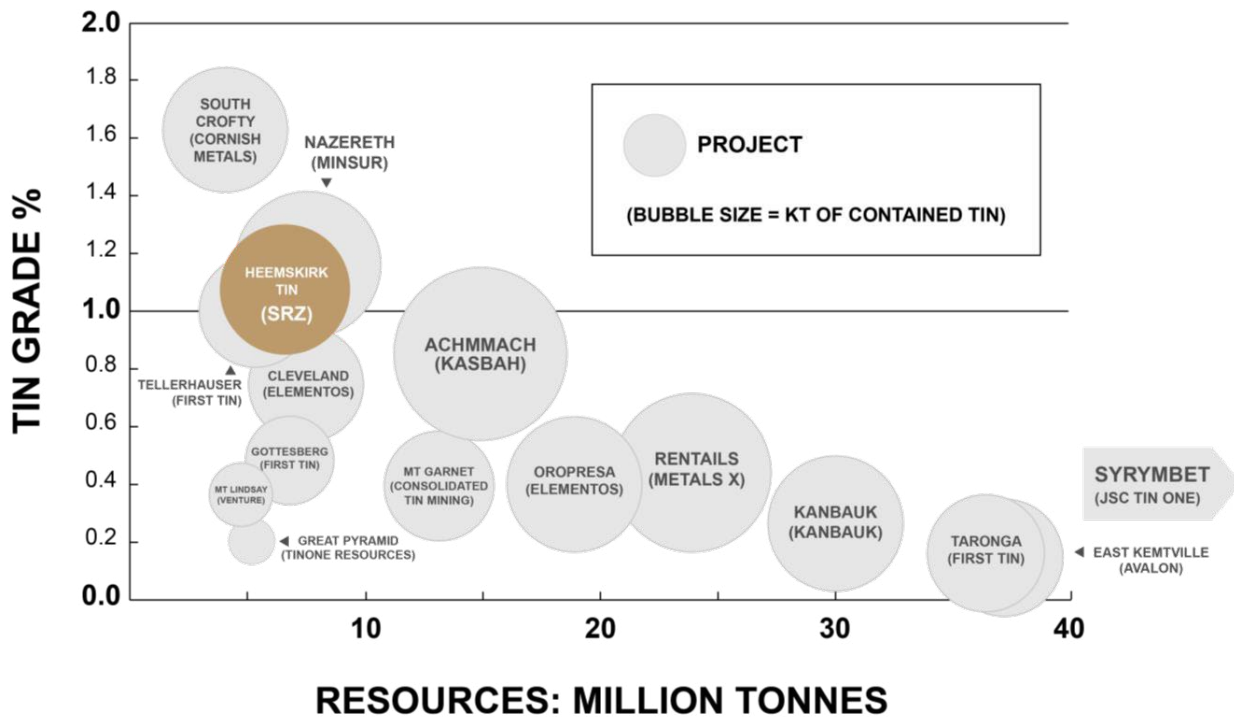 TIN GRADE %
2.0
1.8
1.6
1.4
1.2
1.0
0.8
0.6
0.4
0.2
0.0
SOUTH
CROFTY
(CORNISH
METALS)
NAZERETH
(MINSUR)
HEEMSKIRK
TIN
(SRZ)
TELLERHAUSER
(FIRST TIN)
CLEVELAND
(ELEMENTOS)
GOTTESBERG
(FIRST TIN)
MT LINDSAY
(VENTURE)
GREAT PYRAMID
(TINONE RESOURCES)
ACHMMACH
(KASBAH)
MT GARNET
(CONSOLIDATED
TIN MINING)
OROPRESA
(ELEMENTOS)
RENTAILS
(METALS X)
KANBAUK
(KANBAUK)
TARONGA
(FIRST TIN)
EAST KEMTVILLE
(AVALON)
SYRYMBET
(JSC TIN ONE)
PROJECT
(BUBBLE SIZE = KT OF CONTAINED TIN)
10
20
30
40
RESOURCES: MILLION TONNES